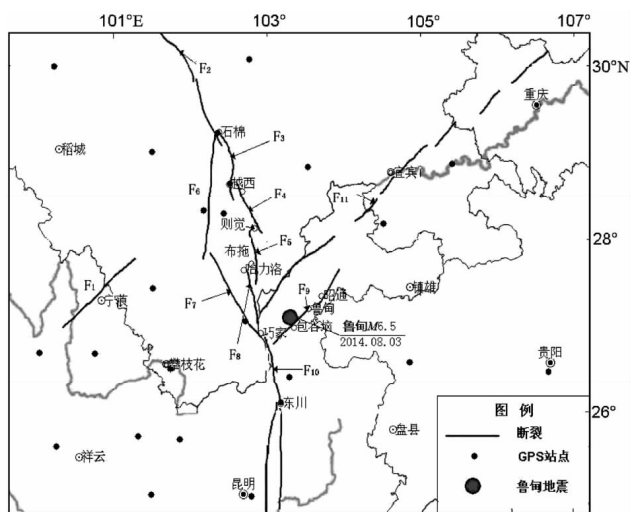 101°E
103°
105°
107°
30°N
F₂
重庆
石棉
稻城
F₃
宜宾
越西
F₆
F₄
F₁₁
则觉
28°
布拖
F₅
F₁
宁蒗
F₇
F₉
昭通
镇雄
鲁甸
包谷垴
鲁甸M6.5
2014.08.03
巧家
F₈
攀枝花
F₁₀
贵阳
东川
26°
盘县
祥云
昆明
图 例
断裂
GPS站点
鲁甸地震